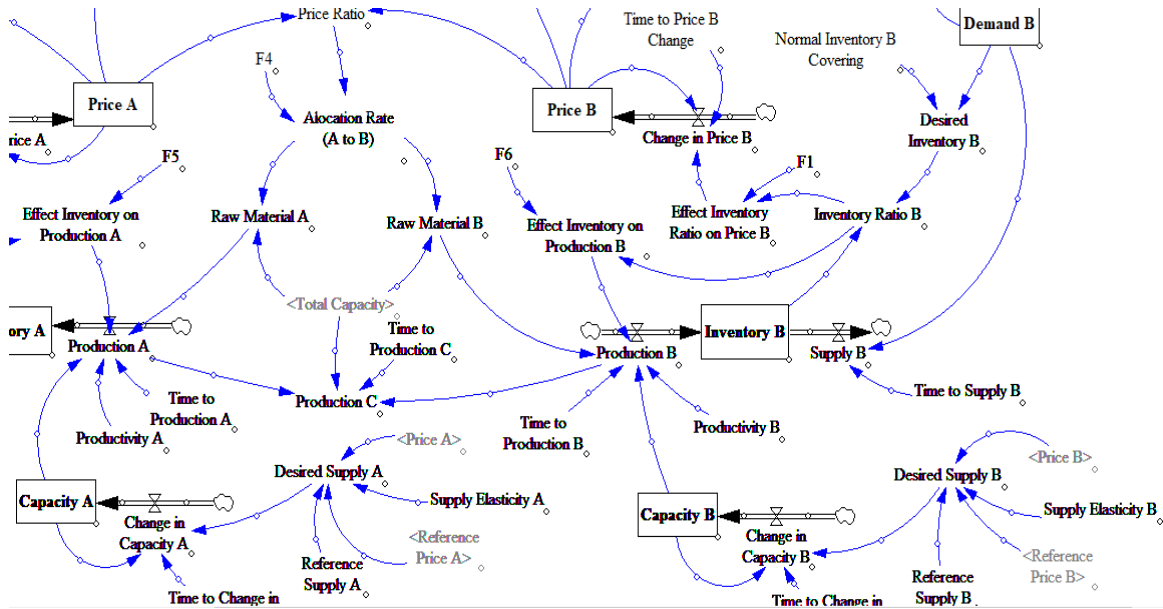 Price Ratio
Time to Price B
Change
Demand B
Normal Inventory B
Covering
F4
Price A
Price B
Alocation Rate
(A to B)
Change in Price B
Desired
Inventory B
rice A
F5
F6
F1
Effect Inventory on
Production A
Raw Material A
Raw Material B
Effect Inventory on
Production B
Effect Inventory
Ratio on Price B
Inventory Ratio B
<Total Capacity>
ory A
Production A
Time to
Production C
Production B
Inventory B
Supply B
Time to
Production A
Production C
Time to Supply B
Productivity A
Time to
Production B
Productivity B
<Price A>
Desired Supply A
<Price B>
Desired Supply B
Capacity A
Supply Elasticity A
Capacity B
Supply Elasticity B
Change in
Capacity A
<Reference
Price A>
Change in
Capacity B
<Reference
Price B>
Reference
Supply A
Reference
Supply B
Time to Change in
Time to Change in